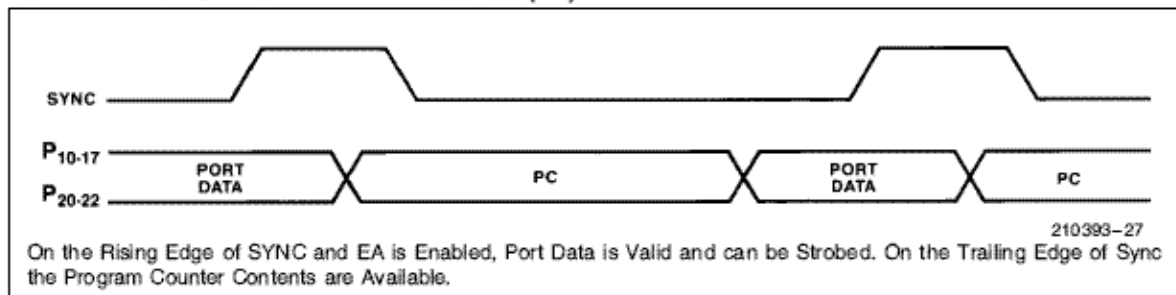 SYNC
P10-17
PORT
DATA
PC
PORT
DATA
PC
P20-22
210393–27
On the Rising Edge of SYNC and EA is Enabled, Port Data is Valid and can be Strobed. On the Trailing Edge of Sync
the Program Counter Contents are Available.